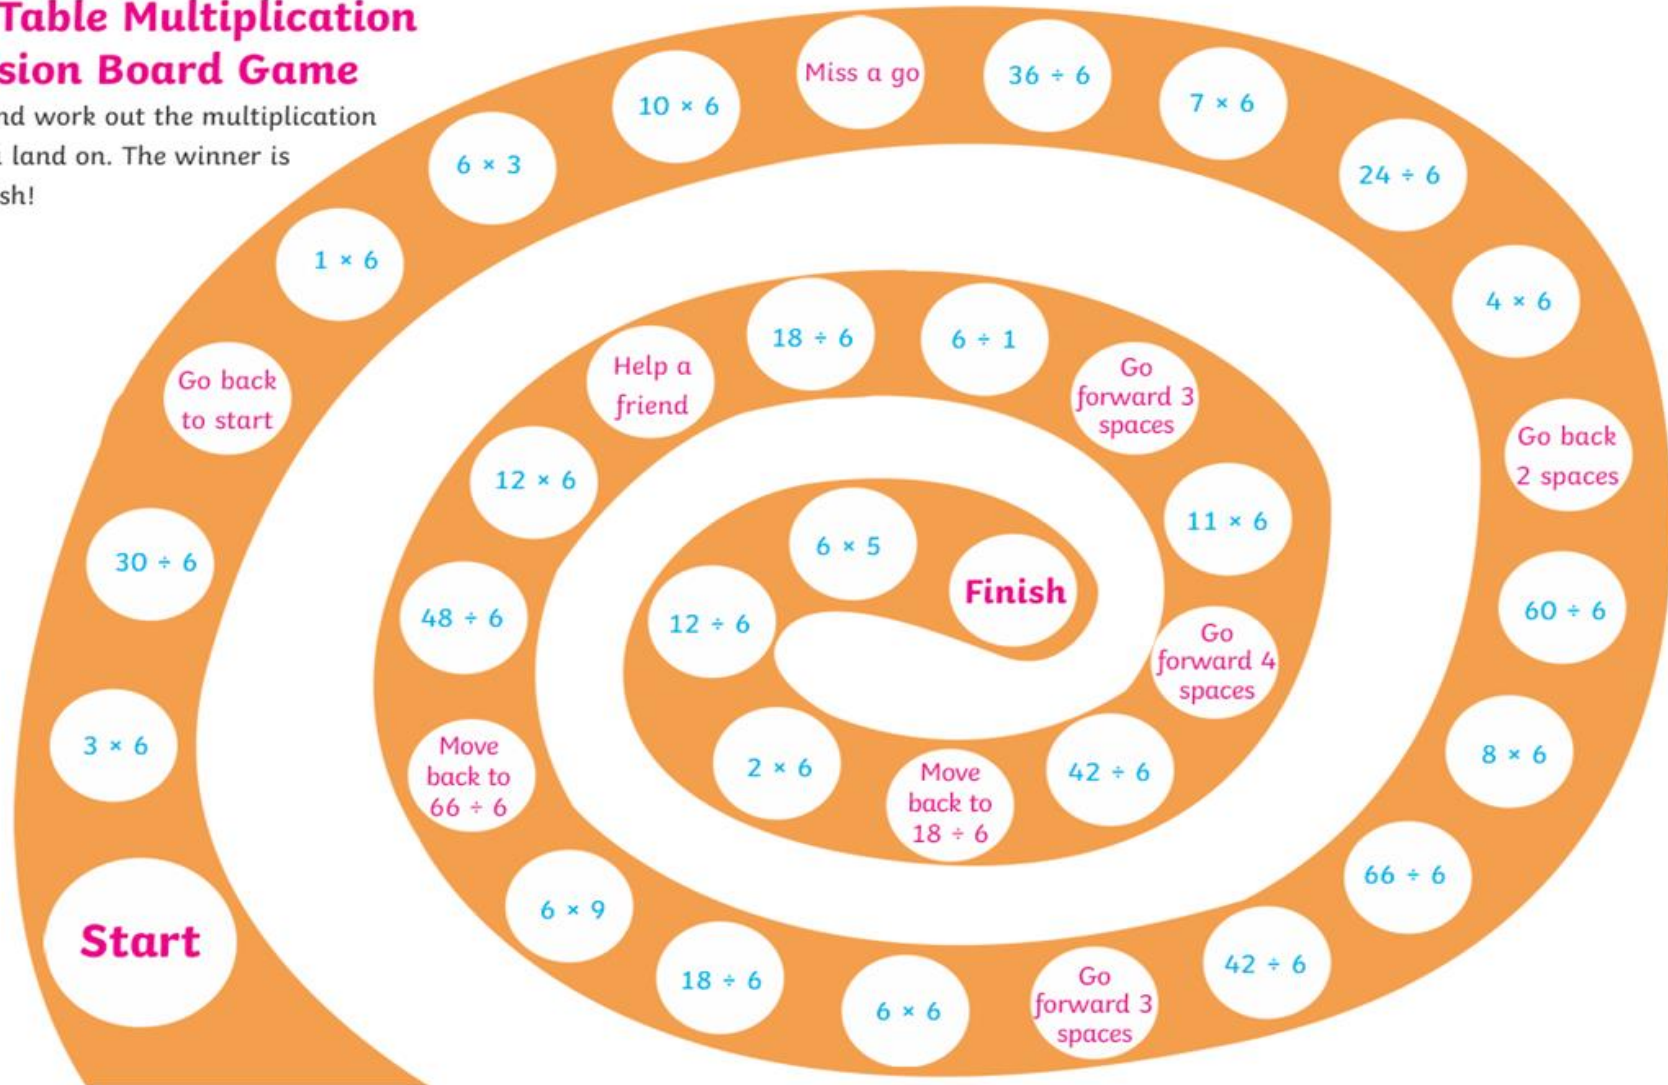 Table Multiplication
sion Board Game
nd work out the multiplication
land on. The winner is
sh!
Start
3 × 6
30 ÷ 6
Go back
to start
1 × 6
6 × 3
10 × 6
Miss a go
36 ÷ 6
7 × 6
24 ÷ 6
4 × 6
Go back
2 spaces
60 ÷ 6
8 × 6
66 ÷ 6
42 ÷ 6
Go
forward 3
spaces
6 × 6
18 ÷ 6
6 × 9
Move
back to
66 ÷ 6
48 ÷ 6
12 × 6
Help a
friend
18 ÷ 6
6 ÷ 1
Go
forward 3
spaces
11 × 6
Go
forward 4
spaces
42 ÷ 6
Move
back to
18 ÷ 6
2 × 6
12 ÷ 6
6 × 5
Finish